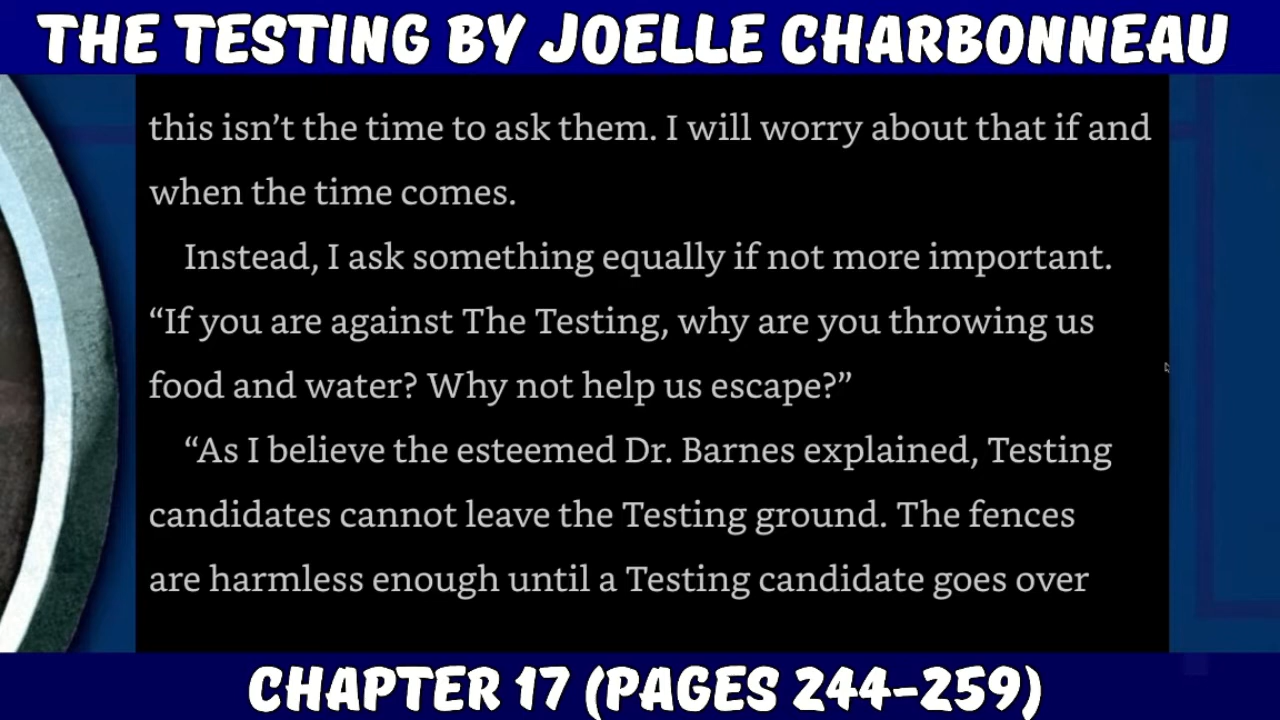 THE TESTING BY JOELLE CHARBONNEAU
this isn’t the time to ask them. I will worry about that if and
when the time comes.
Instead, I ask something equally if not more important.
“If you are against The Testing, why are you throwing us
food and water? Why not help us escape?”
“As I believe the esteemed Dr. Barnes explained, Testing
candidates cannot leave the Testing ground. The fences
are harmless enough until a Testing candidate goes over
CHAPTER 17 (PAGES 244-259)